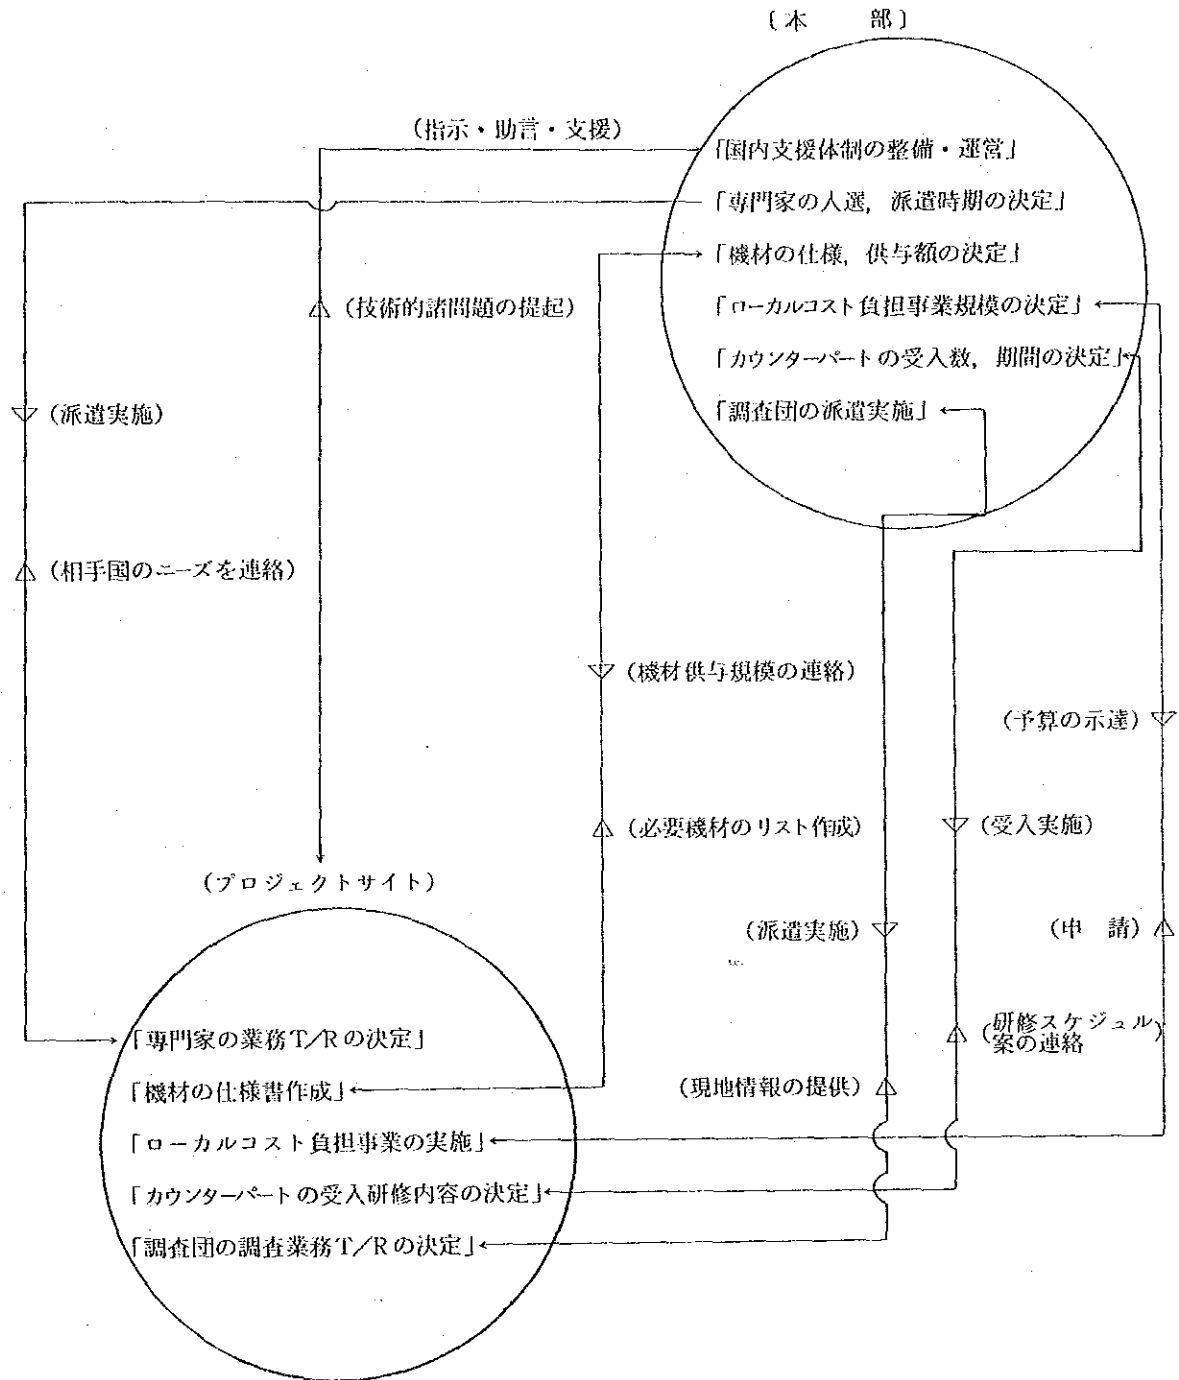 〔本　　部〕
(指示・助言・支援)
「国内支援体制の整備・運営」
「専門家の人選，派遣時期の決定」
「機材の仕様，供与額の決定」
(技術的諸問題の提起)
「ローカルコスト負担事業規模の決定」
「カウンターパートの受入数，期間の決定」
(派遣実施)
「調査団の派遣実施」
(相手国のニーズを連絡)
(機材供与規模の連絡)
(予算の示達)
(必要機材のリスト作成)
(受入実施)
(プロジェクトサイト)
(派遣実施)
(申　請)
(研修スケジュル
案の連絡)
「専門家の業務T/Rの決定」
「機材の仕様書作成」
(現地情報の提供)
「ローカルコスト負担事業の実施」
「カウンターパートの受入研修内容の決定」
「調査団の調査業務T/Rの決定」